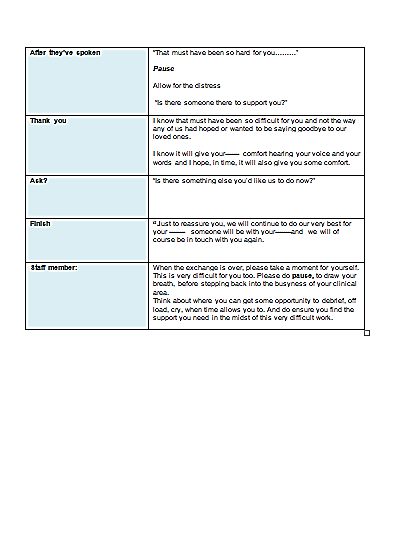 After they've spoken
"That must have been so hard for you………"
Pause
Allow for the distress
"Is there someone there to support you?"
Thank you
I know that must have been so difficult for you and not the way
any of us had hoped or wanted to be saying goodbye to our
loved ones.
I know it will give your—— comfort hearing your voice and your
words and I hope, in time, it will also give you some comfort.
Ask?
"Is there something else you'd like us to do now?"
Finish
"Just to reassure you, we will continue to do our very best for
your —— someone will be with your——and we will of
course be in touch with you again.
Staff member:
When the exchange is over, please take a moment for yourself.
This is very difficult for you too. Please do pause, to draw your
breath, before stepping back into the busyness of your clinical
area.
Think about where you can get some opportunity to debrief, off
load, cry, when time allows you to. And do ensure you find the
support you need in the midst of this very difficult work.